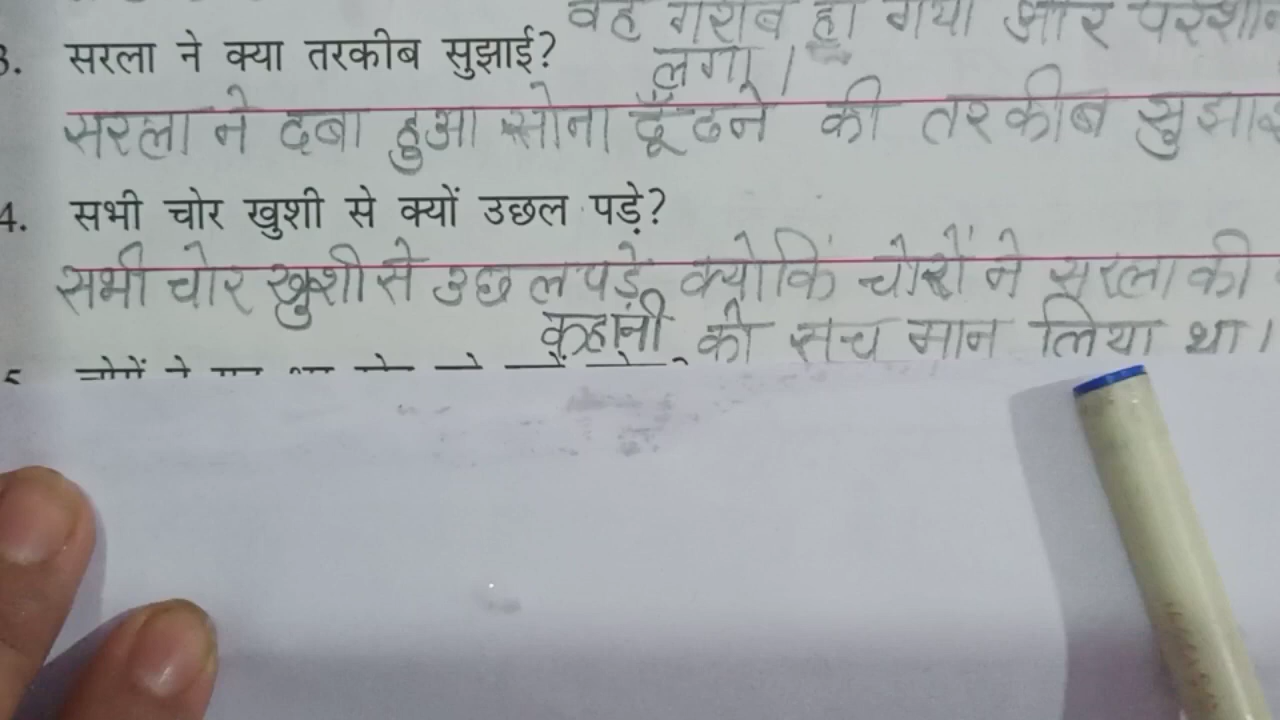 वह गरीब हो गया और
3. सरला ने क्या तरकीब सुझाई?
लगा।
सरला ने दबा हुआ सोना ढूँढने की तरकीब
4. सभी चोर खुशी से क्यों उछल पड़े?
सभी चोर खुशी से उछल पड़े क्योकिं चोरों ने सरला की
कहानी को सच मान लिया था।